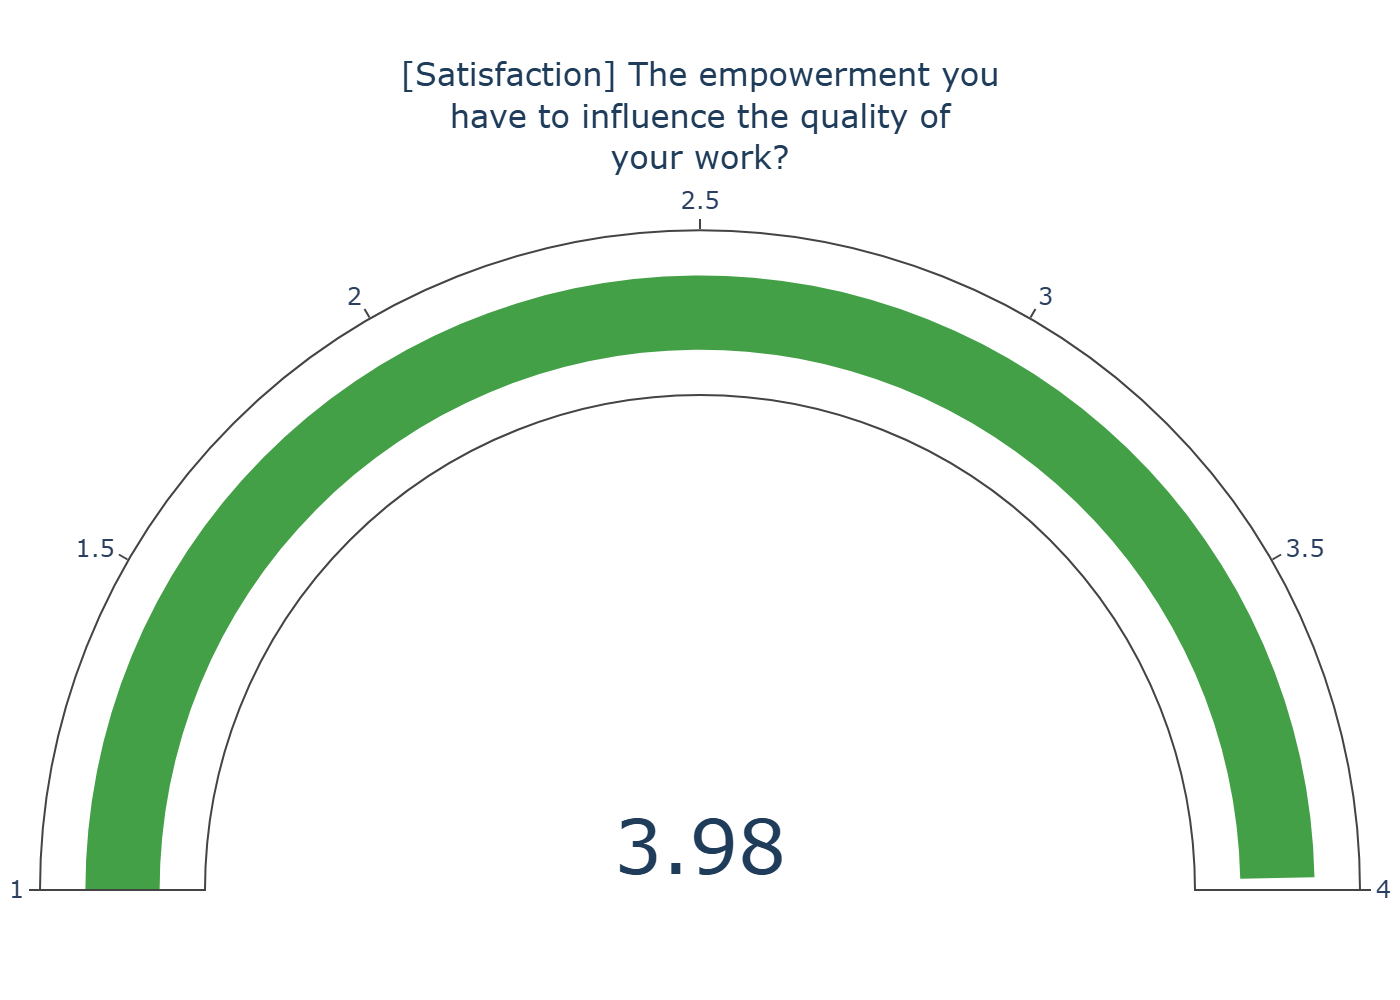 [Satisfaction] The empowerment you
have to influence the quality of
your work?
2.5
2
3
1.5
3.5
3.98
1
4